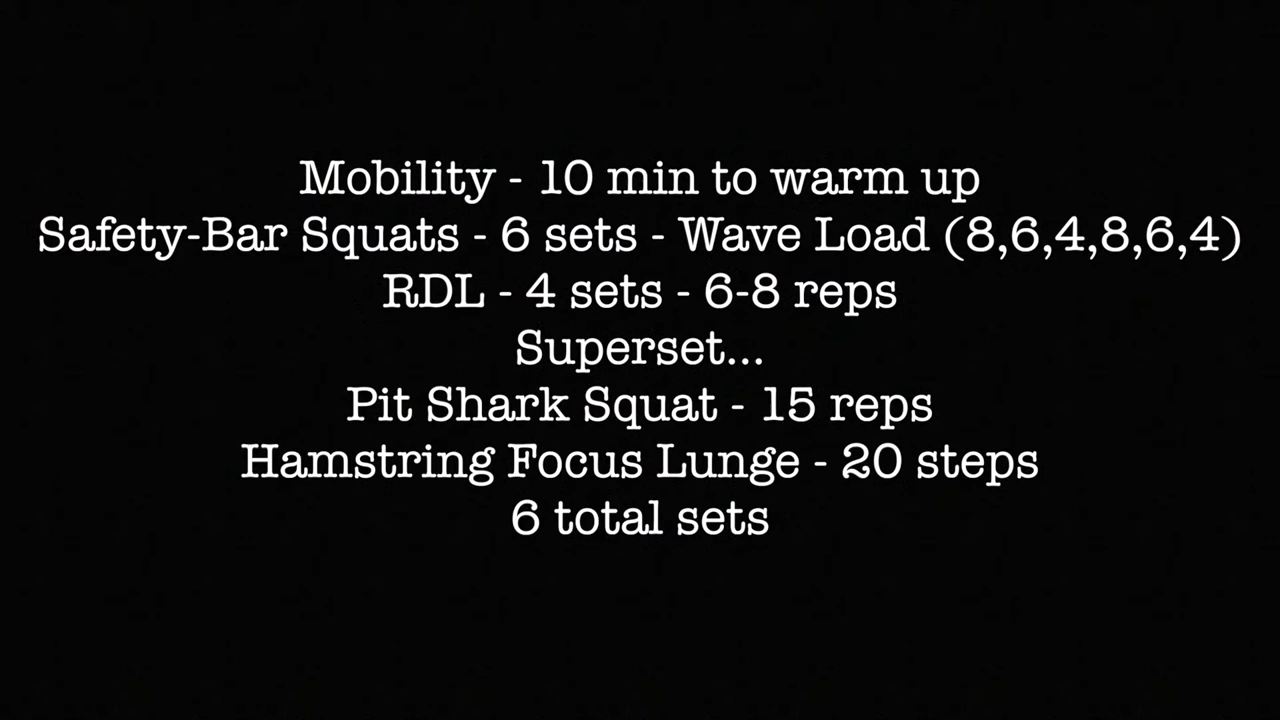 Mobility - 10 min to warm up
Safety-Bar Squats - 6 sets - Wave Load (8,6,4,8,6,4)
RDL - 4 sets - 6-8 reps
Superset...
Pit Shark Squat - 15 reps
Hamstring Focus Lunge - 20 steps
6 total sets